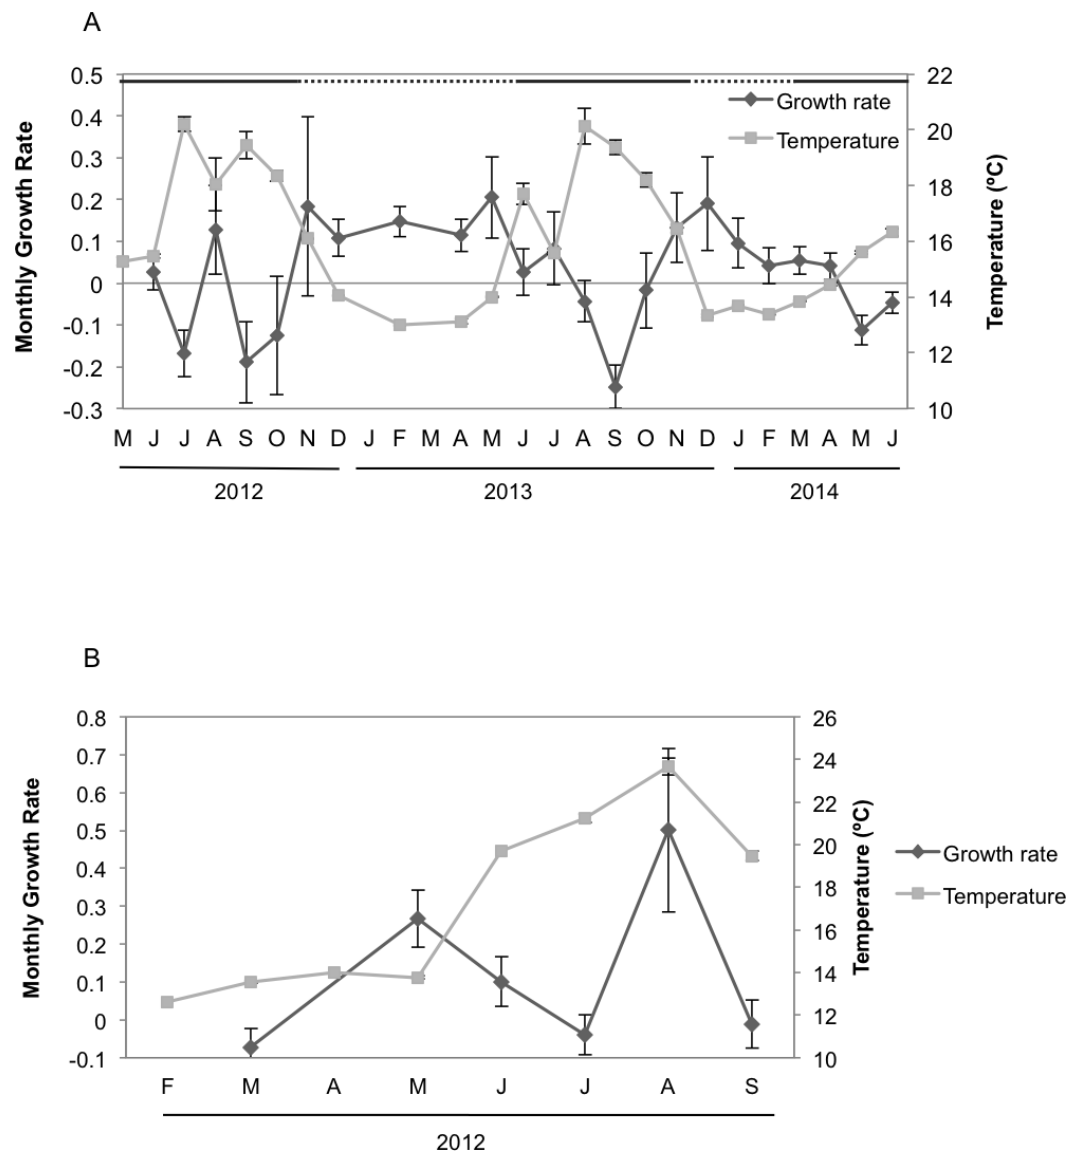 A
0.5
0.4
0.3
0.2
0.1
0
-0.1
-0.2
-0.3
Monthly Growth Rate
22
20
18
16
14
12
10
Temperature (ºC)
Growth rate
Temperature
M J J A S O N D J F M A M J J A S O N D J F M A M J
2012 2013 2014
B
0.8
0.7
0.6
0.5
0.4
0.3
0.2
0.1
0
-0.1
Monthly Growth Rate
26
24
22
20
18
16
14
12
10
Temperature (ºC)
Growth rate
Temperature
F M A M J J A S
2012